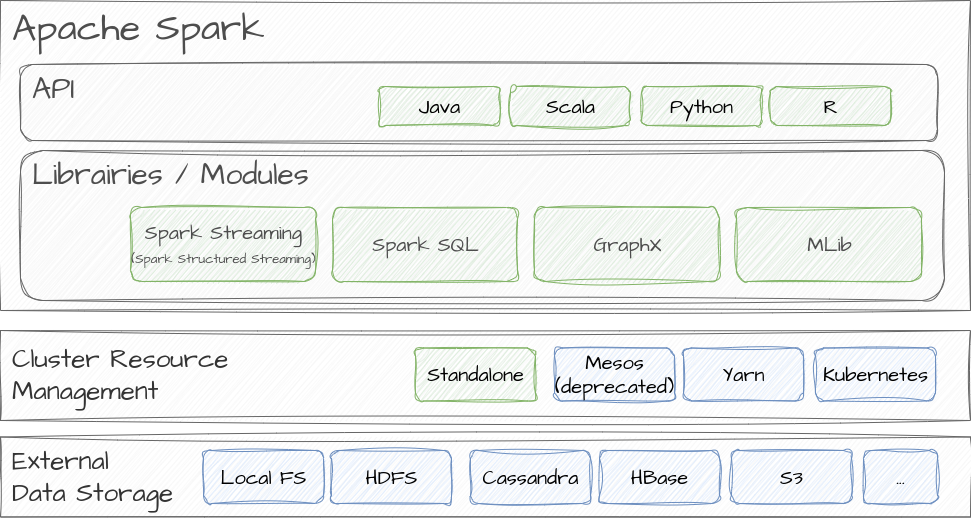 Apache Spark
API
Java
Scala
Python
R
Librairies / Modules
Spark Streaming
(Spark Structured Streaming)
Spark SQL
GraphX
MLib
Cluster Resource
Management
Standalone
Mesos
(deprecated)
Yarn
Kubernetes
External
Data Storage
Local FS
HDFS
Cassandra
HBase
S3
...